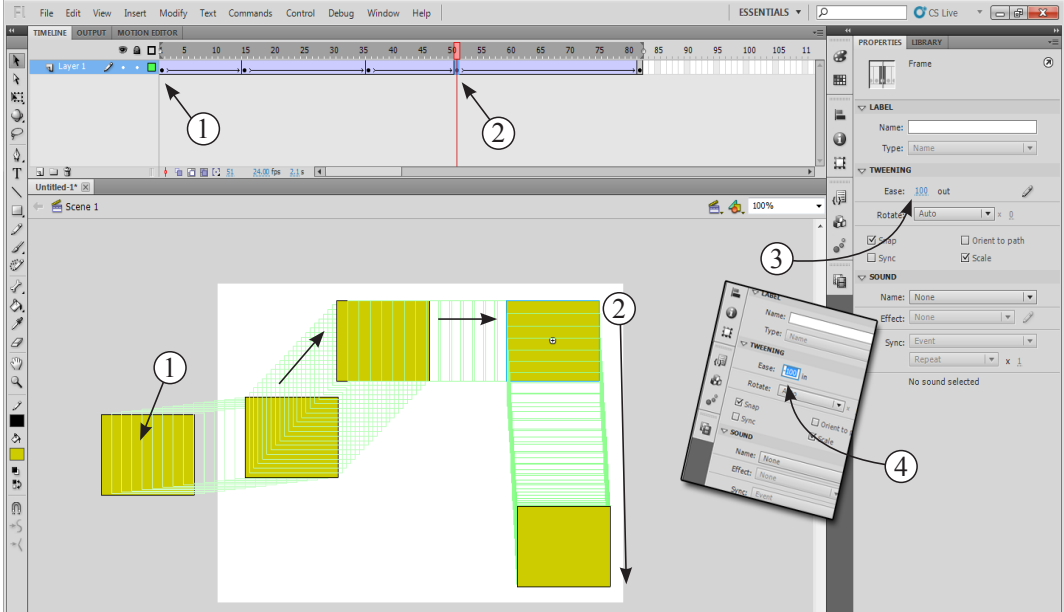 Fl File Edit View Insert Modify Text Commands Control Debug Window Help ESSENTIALS CS Live
TIMELINE OUTPUT MOTION EDITOR
5 10 15 20 25 30 35 40 45 50 55 60 65 70 75 80 85 90 95 100 105 11
Layer 1
1
2
51 24.00 fps 2.1 s
Untitled-1*
Scene 1 100%
PROPERTIES LIBRARY
Frame
LABEL
Name:
Type: Name
TWEENING
Ease: 100 out
Rotate: Auto x 0
3
Snap Orient to path
Sync Scale
SOUND
Name: None
Effect: None
Sync: Event
Repeat x 1
No sound selected
1
2
LABEL
Name:
Type: Name
TWEENING
Ease: -100 in
Rotate:
Snap
Sync Orient to
Scale
SOUND
Name: None
Effect: None
Sync: Event
4
T